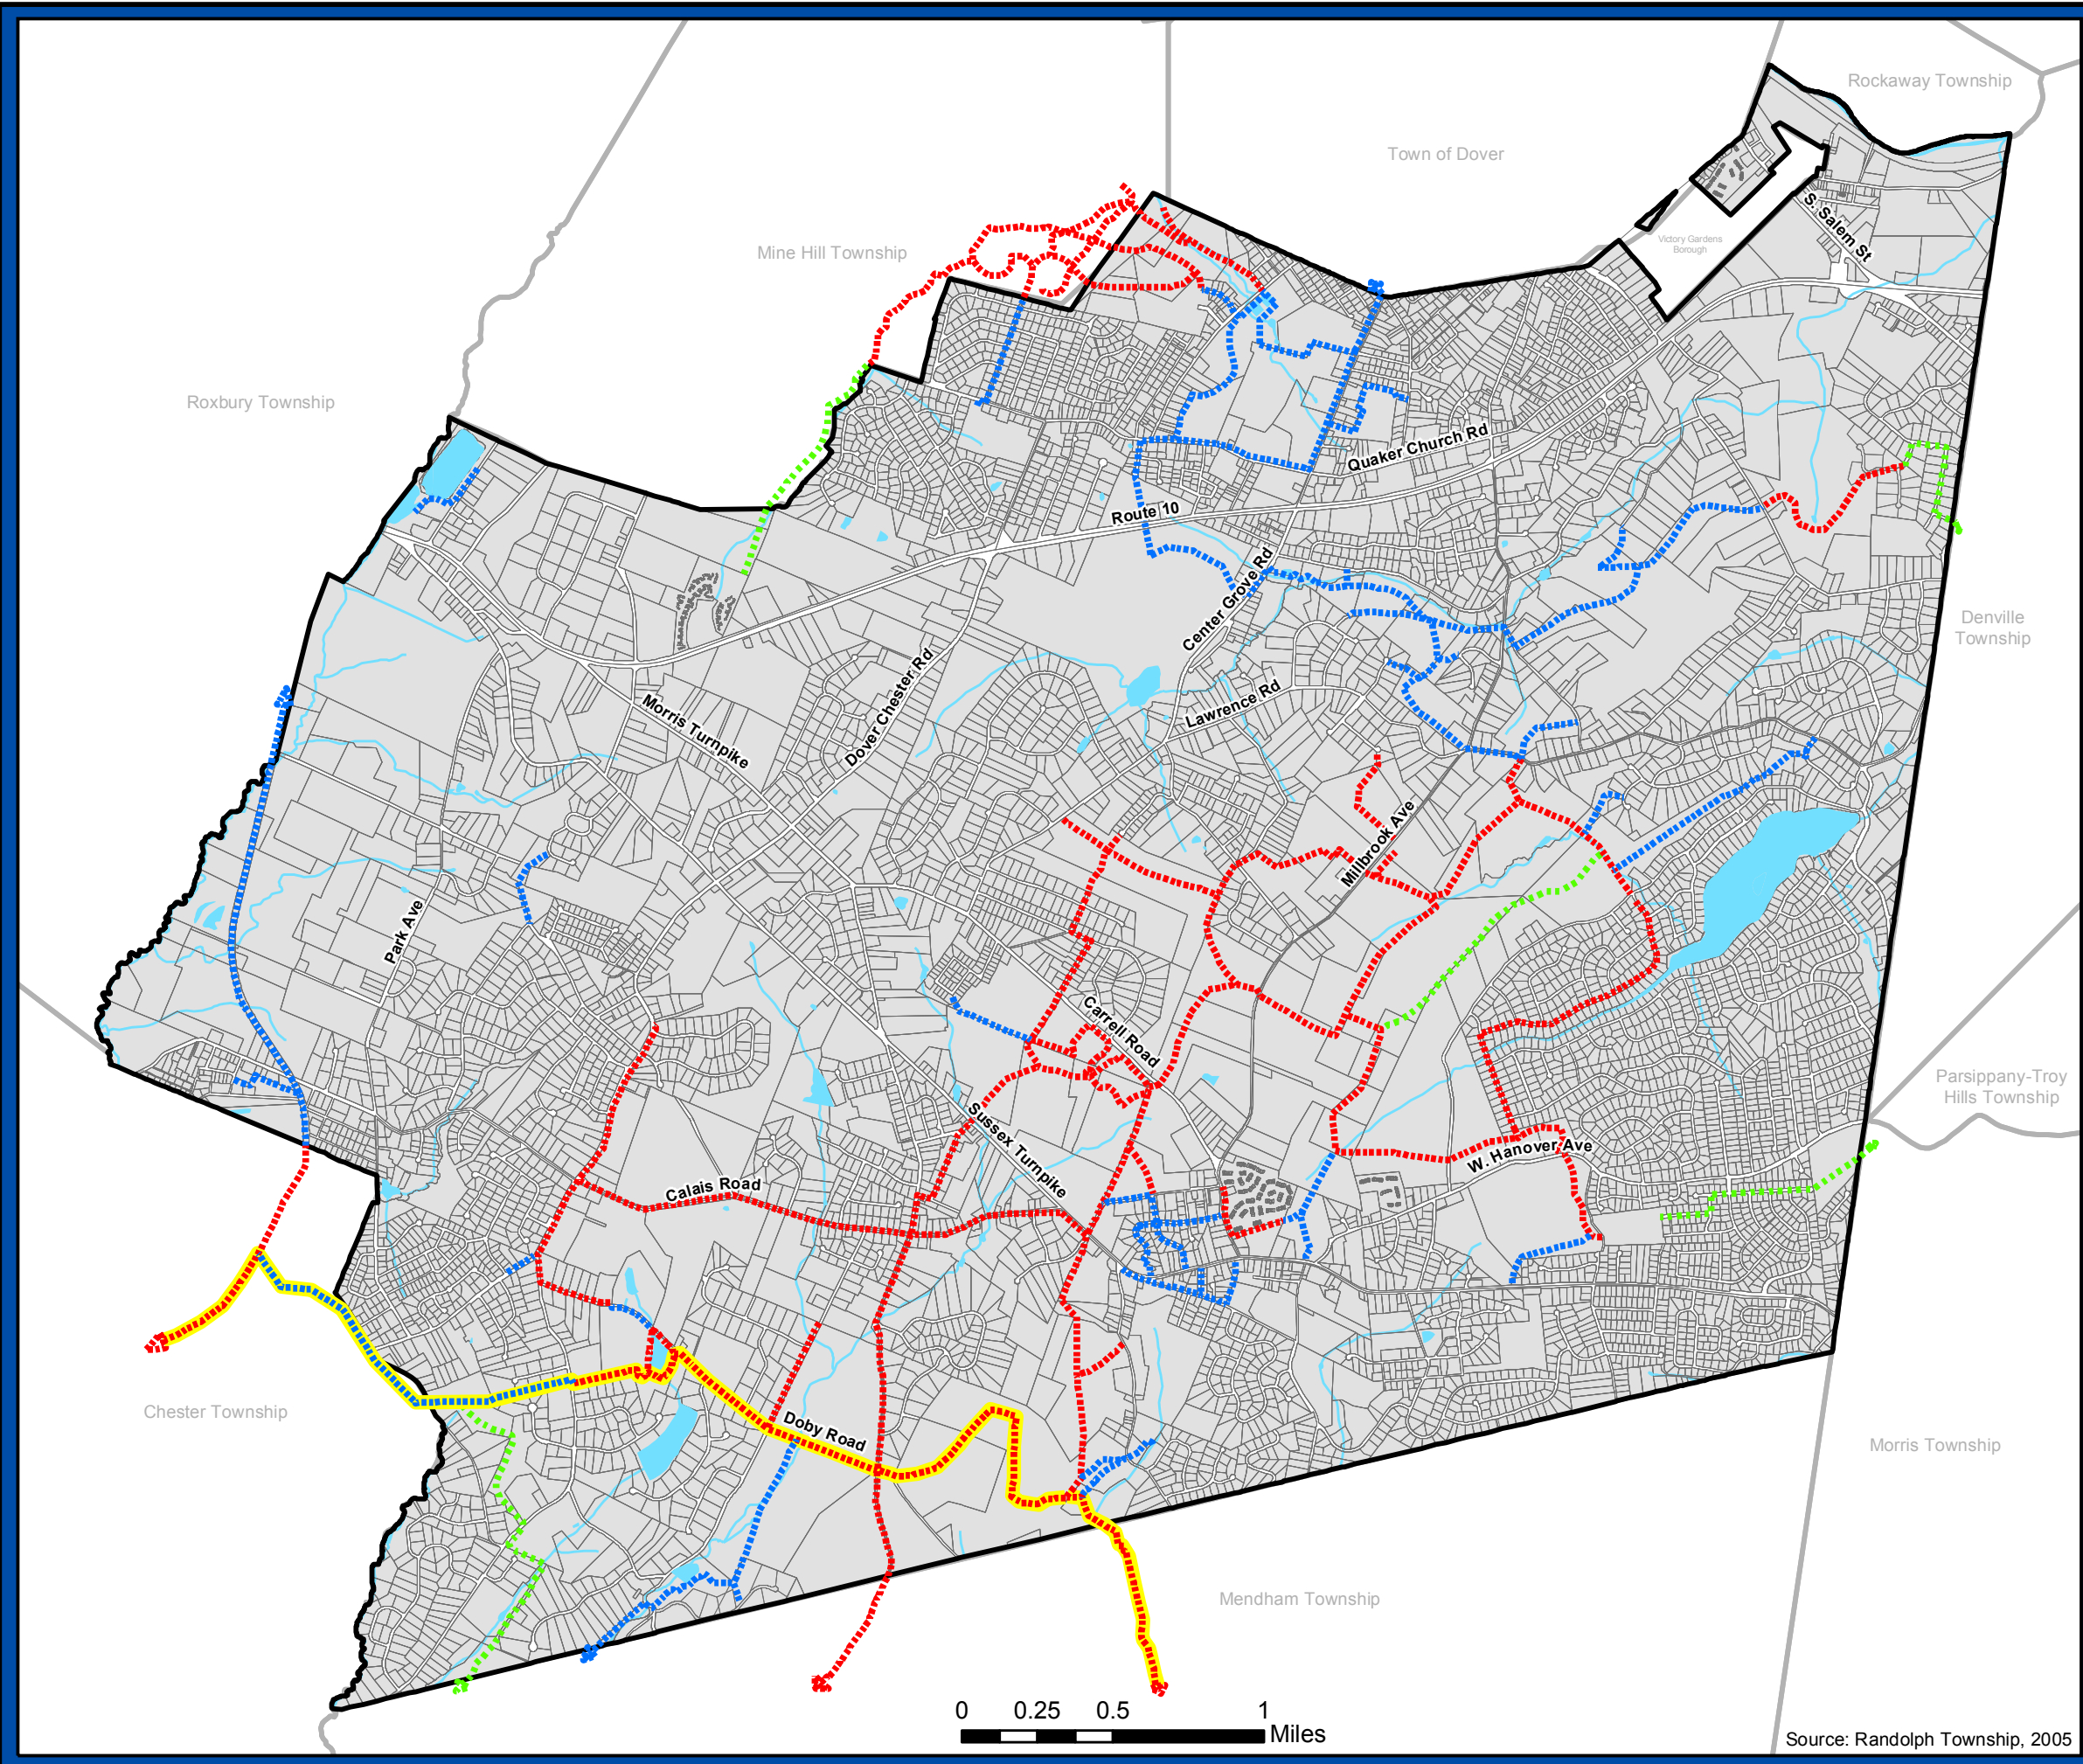 Rockaway Township
Town of Dover
S. Salem St
Mine Hill Township
Victory Gardens
Borough
Roxbury Township
Quaker Church Rd
Route 10
Center Grove Rd
Denville
Township
Lawrence Rd
Dover Chester Rd
Morris Turnpike
Millbrook Ave
Park Ave
Carrell Road
Parsippany-Troy
Hills Township
Sussex Turnpike
W. Hanover Ave
Calais Road
Chester Township
Doby Road
Morris Township
Mendham Township
0 0.25 0.5 1
Miles
Source: Randolph Township, 2005